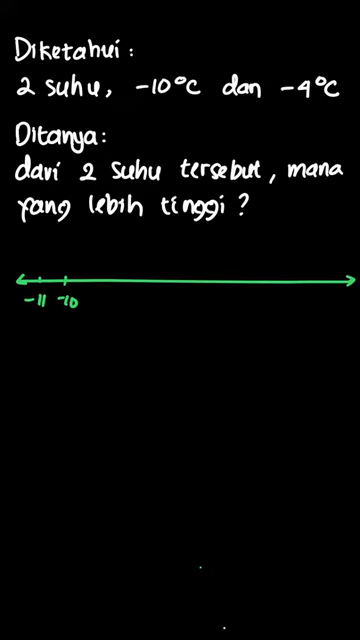 Diketahui:
2 suhu, -10°C dan -4°C
Ditanya:
dari 2 suhu tersebut, mana
yang lebih tinggi?
-11 -10